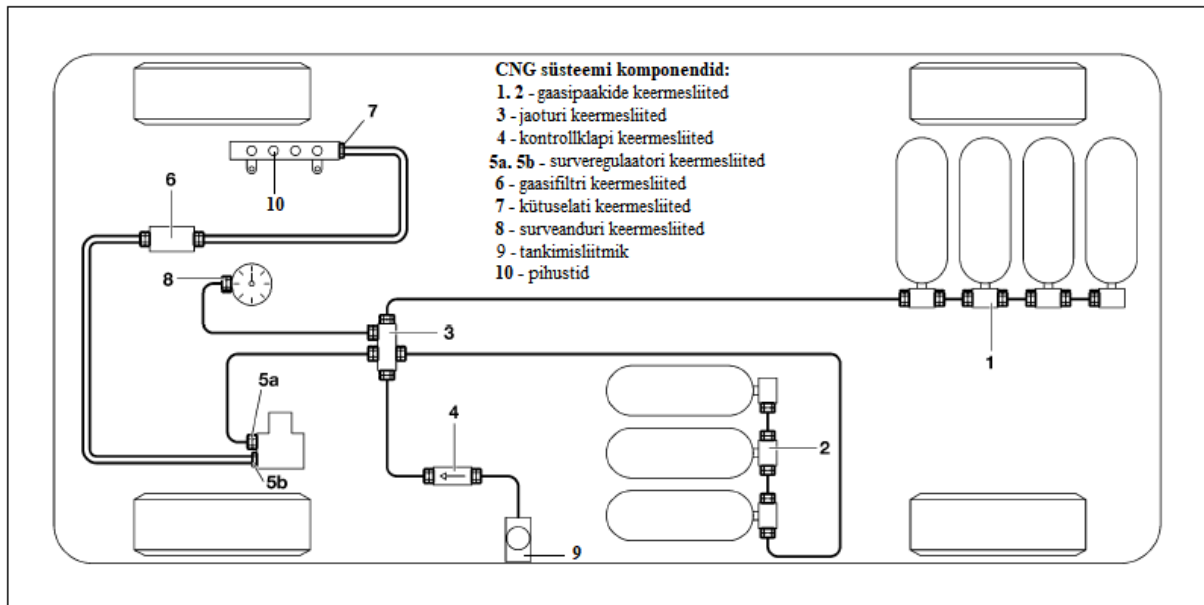 CNG süsteemi komponendid:
1. 2 - gaasipaakide keermesliited
3 - jaoturi keermesliited
4 - kontrollklapi keermesliited
5a. 5b - surveregulaatori keermesliited
6 - gaasifiltri keermesliited
7 - kütuselati keermesliited
8 - surveanduri keermesliited
9 - tankimisliitmik
10 - pihustid
7
10
6
8
3
1
5a
4
2
5b
9